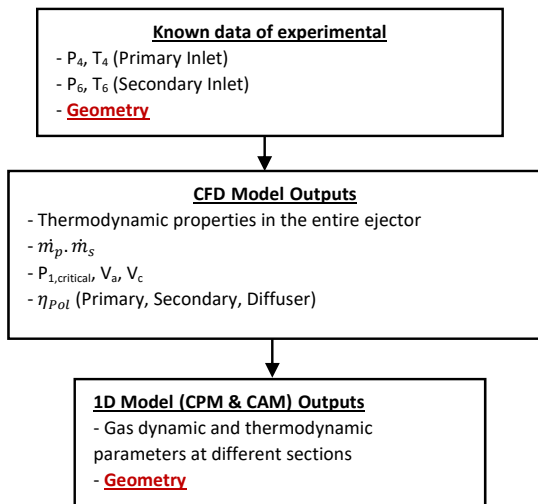 Known data of experimental
- P₄, T₄ (Primary Inlet)
- P₆, T₆ (Secondary Inlet)
- Geometry
CFD Model Outputs
- Thermodynamic properties in the entire ejector
- ṁₚ. ṁₛ
- P₁,critical, Vₐ, V_c
- η_Pol (Primary, Secondary, Diffuser)
1D Model (CPM & CAM) Outputs
- Gas dynamic and thermodynamic
parameters at different sections
- Geometry